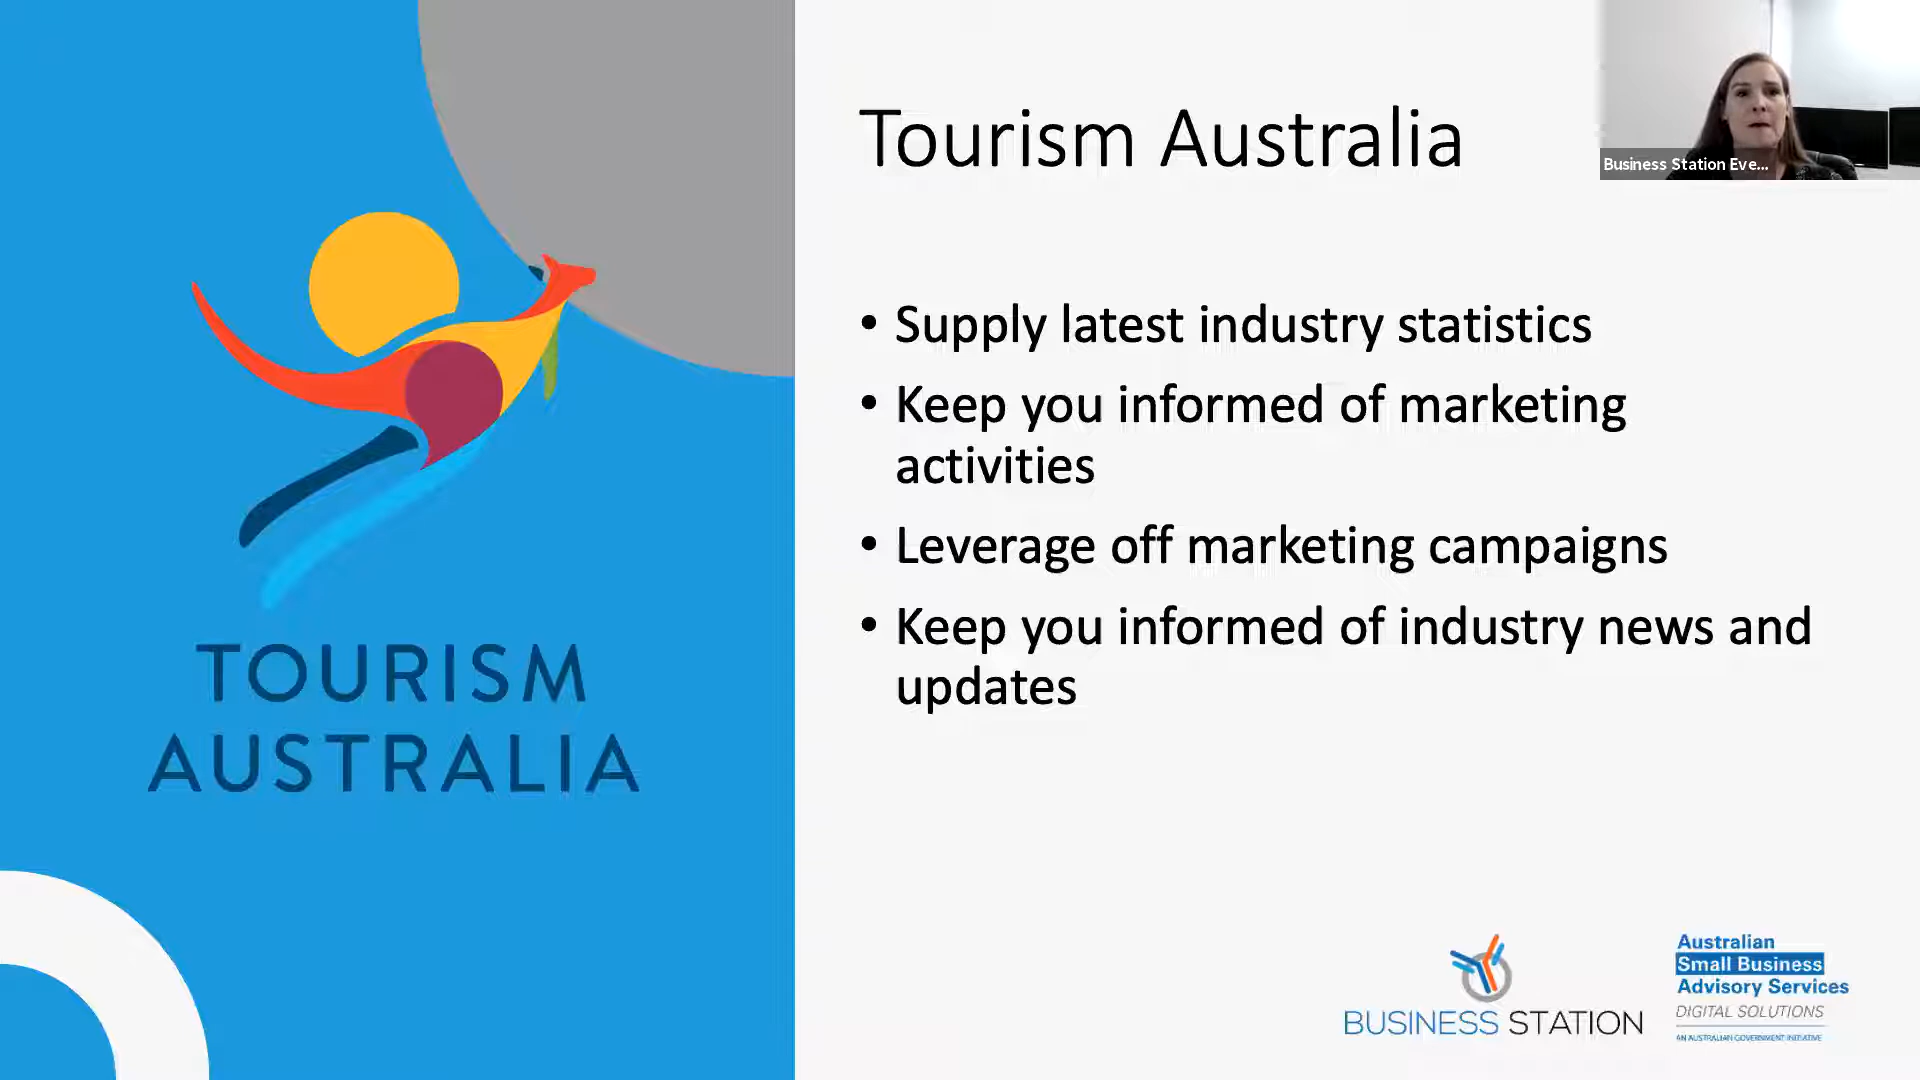 Tourism Australia
Business Station Eve...
• Supply latest industry statistics
• Keep you informed of marketing
activities
• Leverage off marketing campaigns
• Keep you informed of industry news and
updates
TOURISM
AUSTRALIA
BUSINESS STATION
Australian
Small Business
Advisory Services
DIGITAL SOLUTIONS
AN AUSTRALIAN GOVERNMENT INITIATIVE